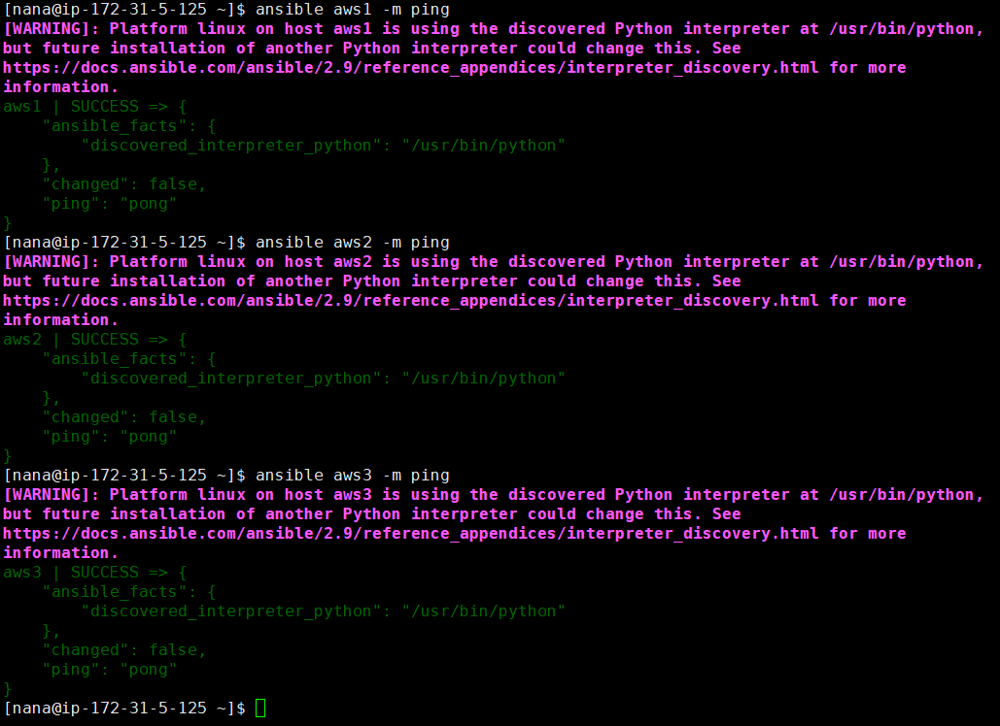 [nana@ip-172-31-5-125 ~]$ ansible aws1 -m ping
[WARNING]: Platform linux on host aws1 is using the discovered Python interpreter at /usr/bin/python,
but future installation of another Python interpreter could change this. See
https://docs.ansible.com/ansible/2.9/reference_appendices/interpreter_discovery.html for more
information.
aws1 | SUCCESS => {
    "ansible_facts": {
        "discovered_interpreter_python": "/usr/bin/python"
    },
    "changed": false,
    "ping": "pong"
}
[nana@ip-172-31-5-125 ~]$ ansible aws2 -m ping
[WARNING]: Platform linux on host aws2 is using the discovered Python interpreter at /usr/bin/python,
but future installation of another Python interpreter could change this. See
https://docs.ansible.com/ansible/2.9/reference_appendices/interpreter_discovery.html for more
information.
aws2 | SUCCESS => {
    "ansible_facts": {
        "discovered_interpreter_python": "/usr/bin/python"
    },
    "changed": false,
    "ping": "pong"
}
[nana@ip-172-31-5-125 ~]$ ansible aws3 -m ping
[WARNING]: Platform linux on host aws3 is using the discovered Python interpreter at /usr/bin/python,
but future installation of another Python interpreter could change this. See
https://docs.ansible.com/ansible/2.9/reference_appendices/interpreter_discovery.html for more
information.
aws3 | SUCCESS => {
    "ansible_facts": {
        "discovered_interpreter_python": "/usr/bin/python"
    },
    "changed": false,
    "ping": "pong"
}
[nana@ip-172-31-5-125 ~]$